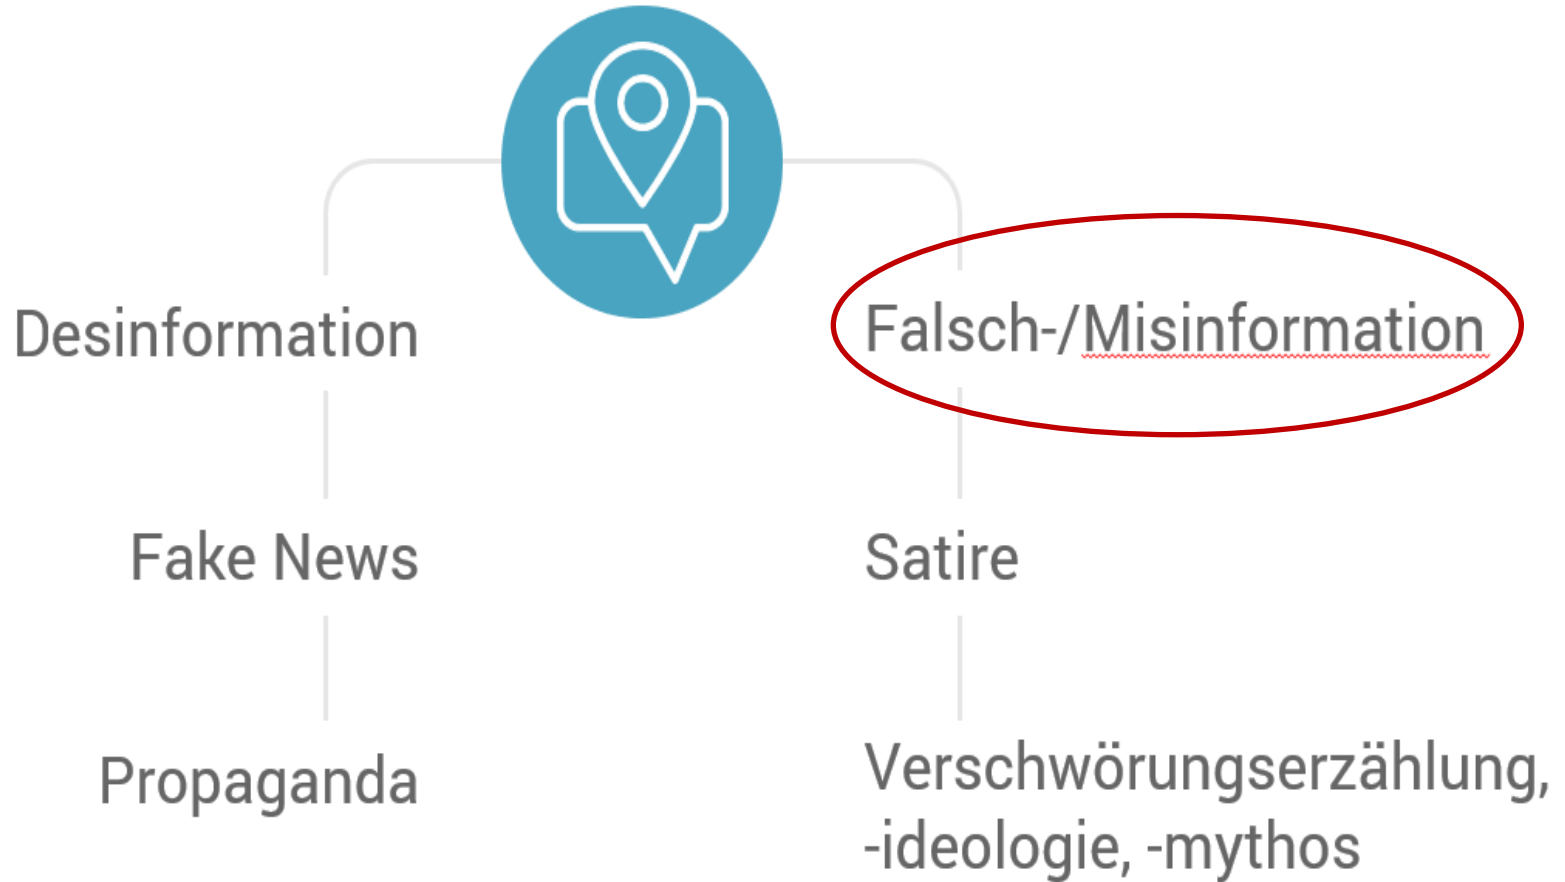 Desinformation
Fake News
Propaganda
Falsch-/Misinformation
Satire
Verschwörungserzählung,
-ideologie, -mythos